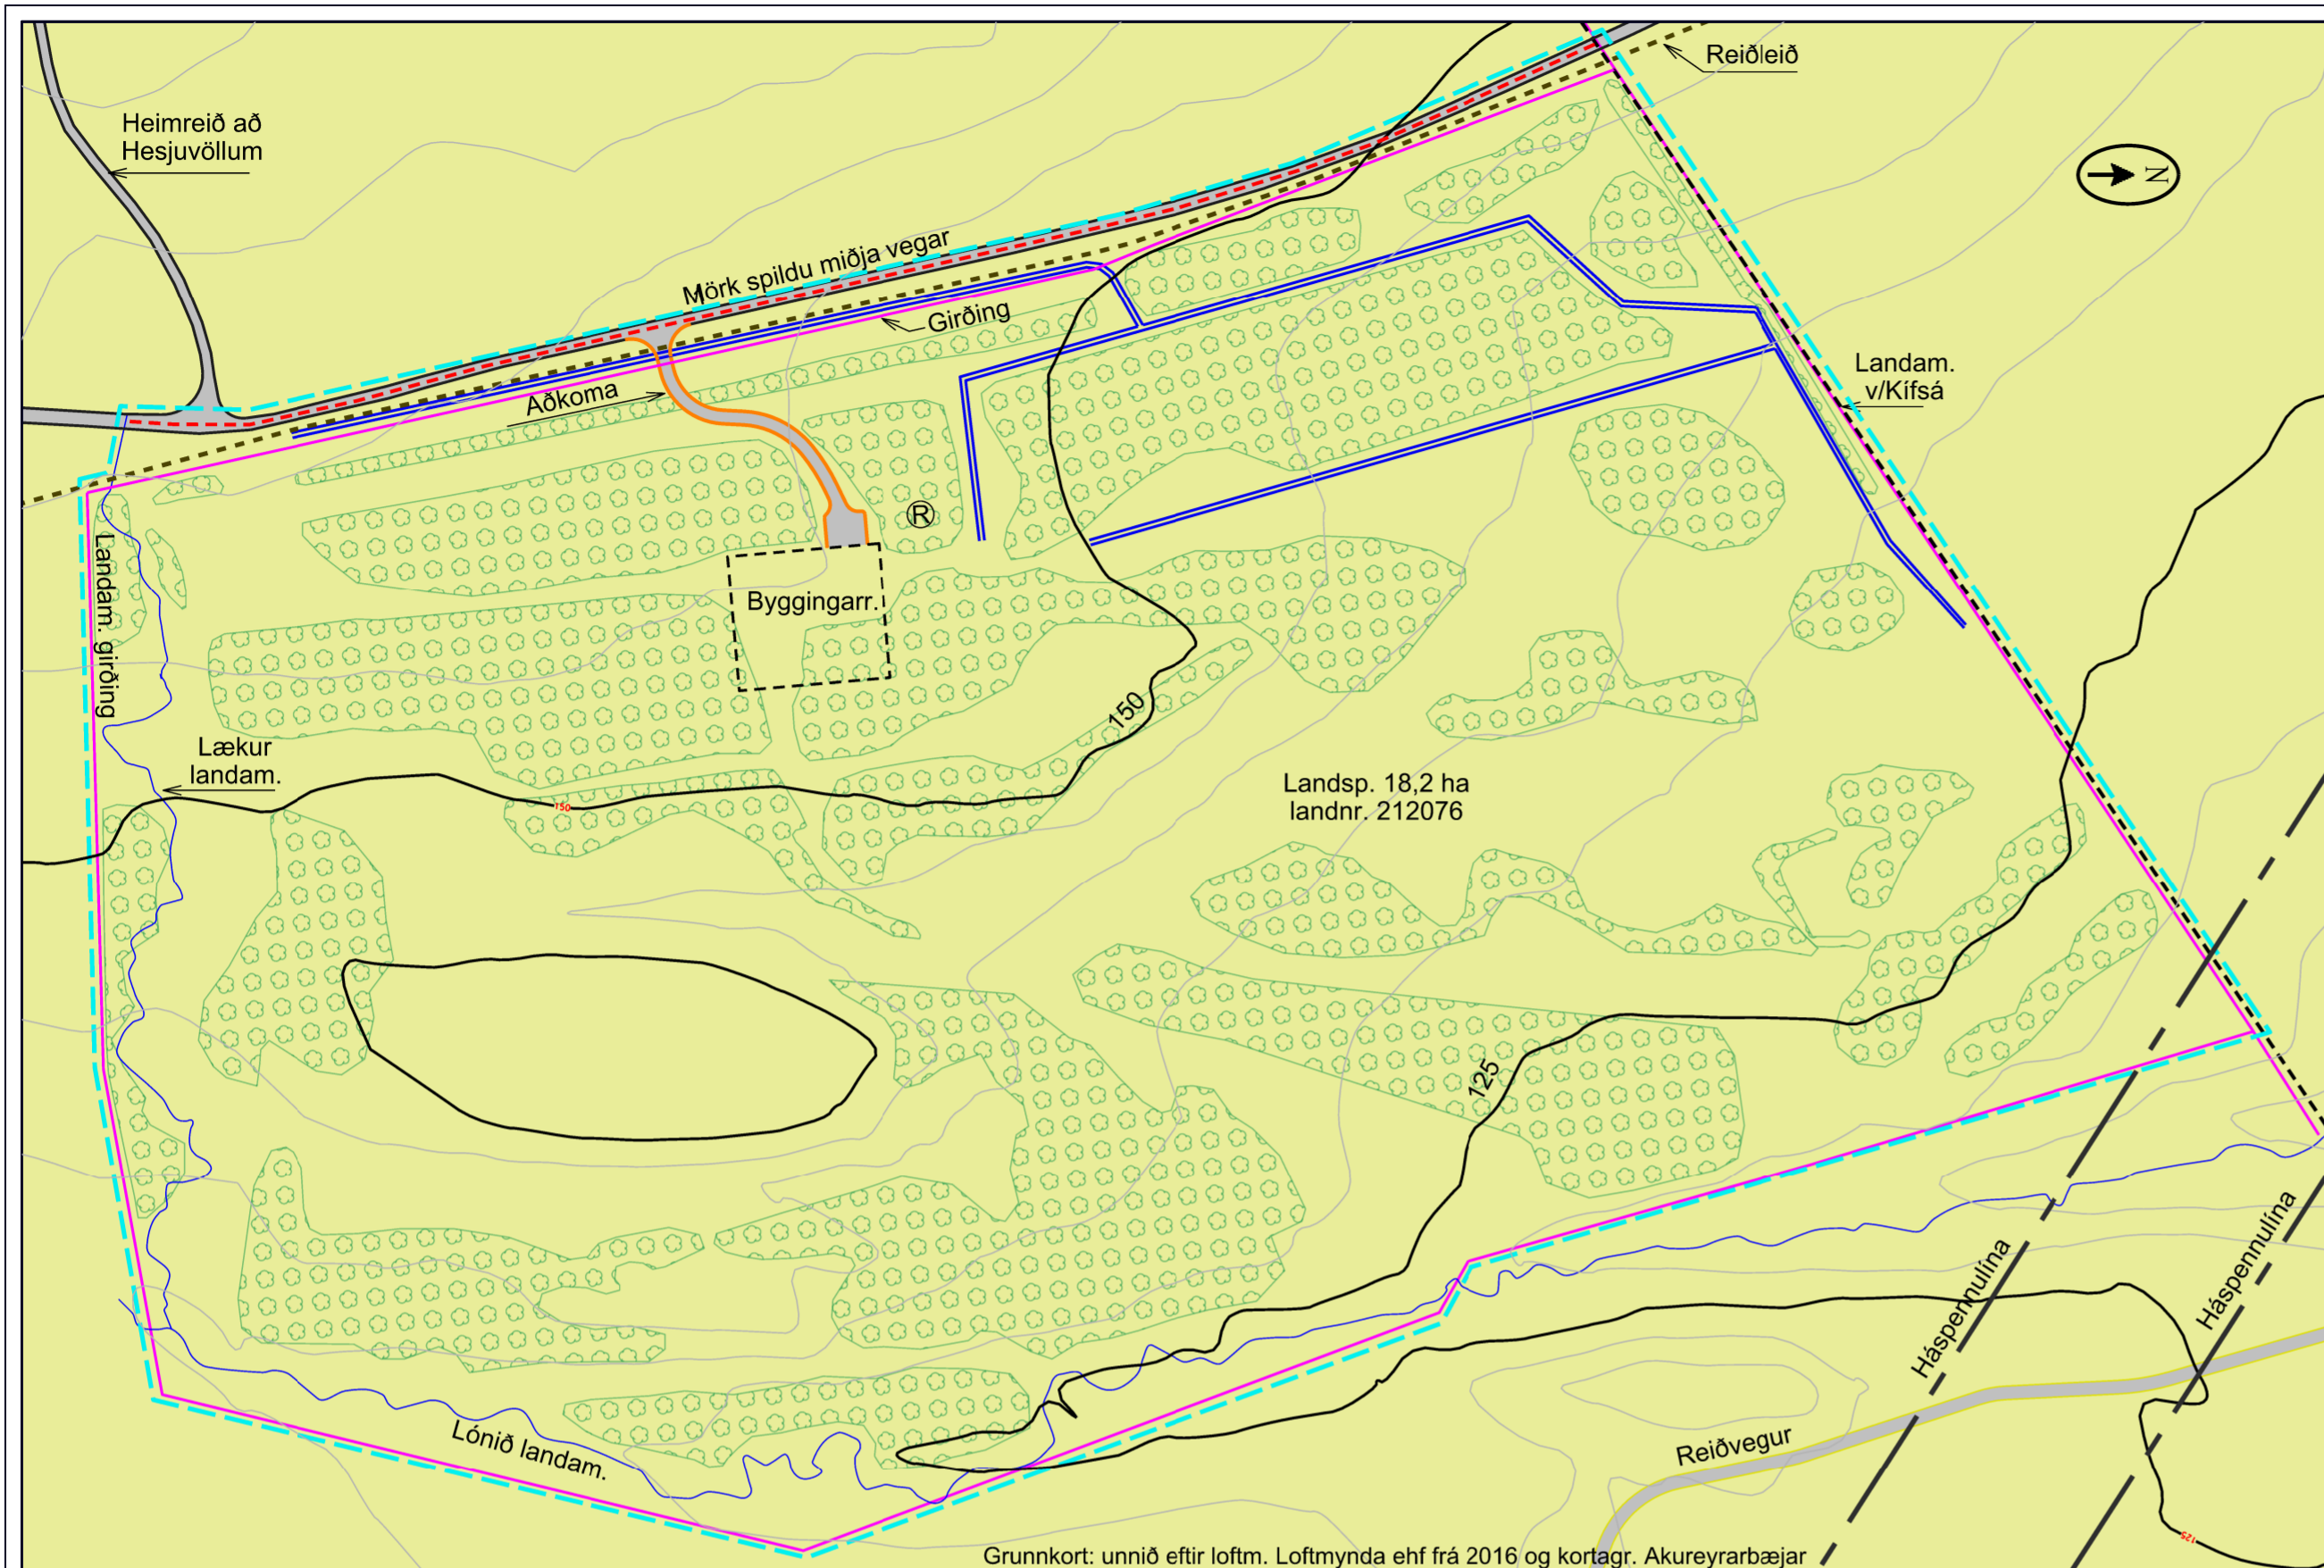 Reiðleið
Heimreið að
Hesjuvöllum
N
Mörk spildu miðja vegar
Girðing
Landam.
v/Kífsá
Aðkoma
R
Landam. girðing
Byggingarr.
150
Lækur
landam.
150
Landsp. 18,2 ha
landnr. 212076
125
Háspennulína
Háspennulína
Lónið landam.
Reiðvegur
125
Grunnkort: unnið eftir loftm. Loftmynda ehf frá 2016 og kortagr. Akureyrarbæjar